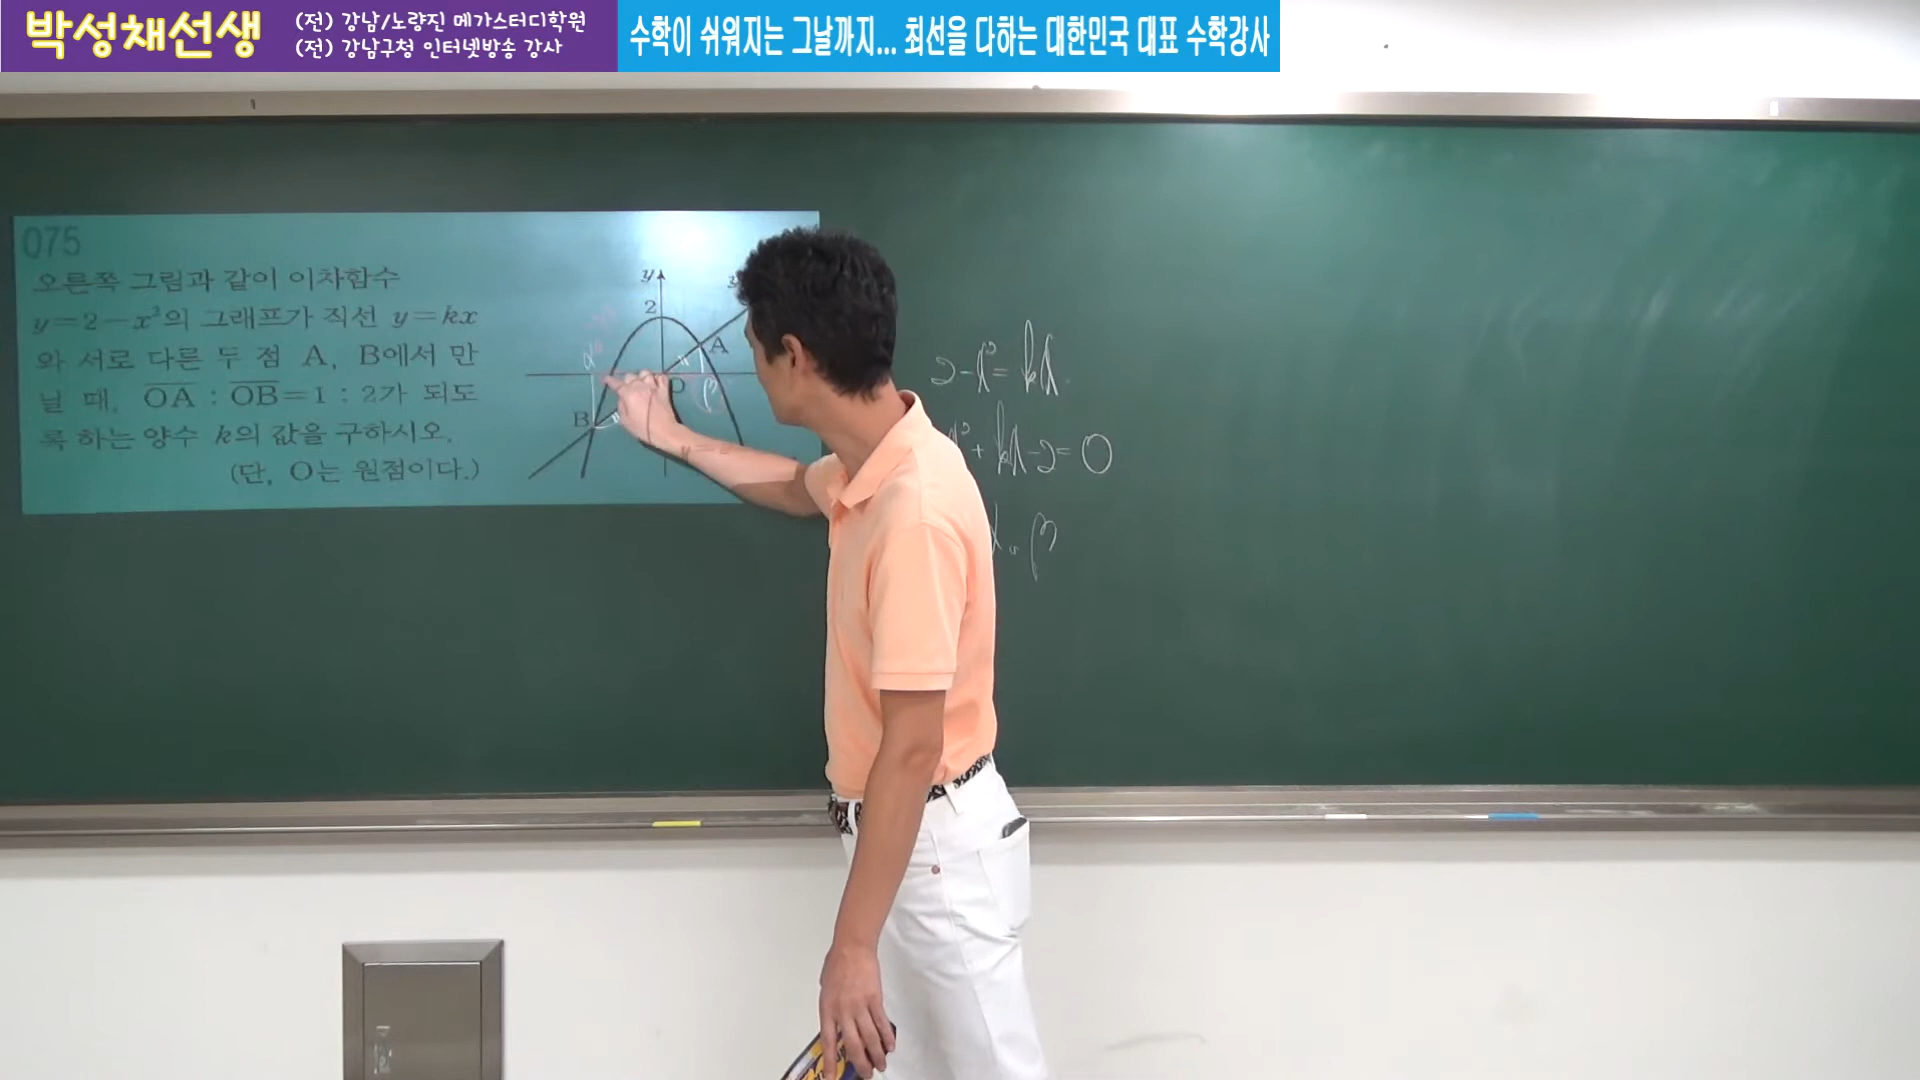 박성채선생
(전) 강남/노량진 메가스터디학원
(전) 강남구청 인터넷방송 강사
수학이 쉬워지는 그날까지... 최선을 다하는 대한민국 대표 수학강사
075
오른쪽 그림과 같이 이차함수
y=2-x²의 그래프가 직선 y=kx
와 서로 다른 두 점 A, B에서 만
날 때, OA : OB=1 : 2가 되도
록 하는 양수 k의 값을 구하시오.
(단, O는 원점이다.)
y
2
A
α
O
β
B
2-x²=kx
x²+kx-2=0
α, β